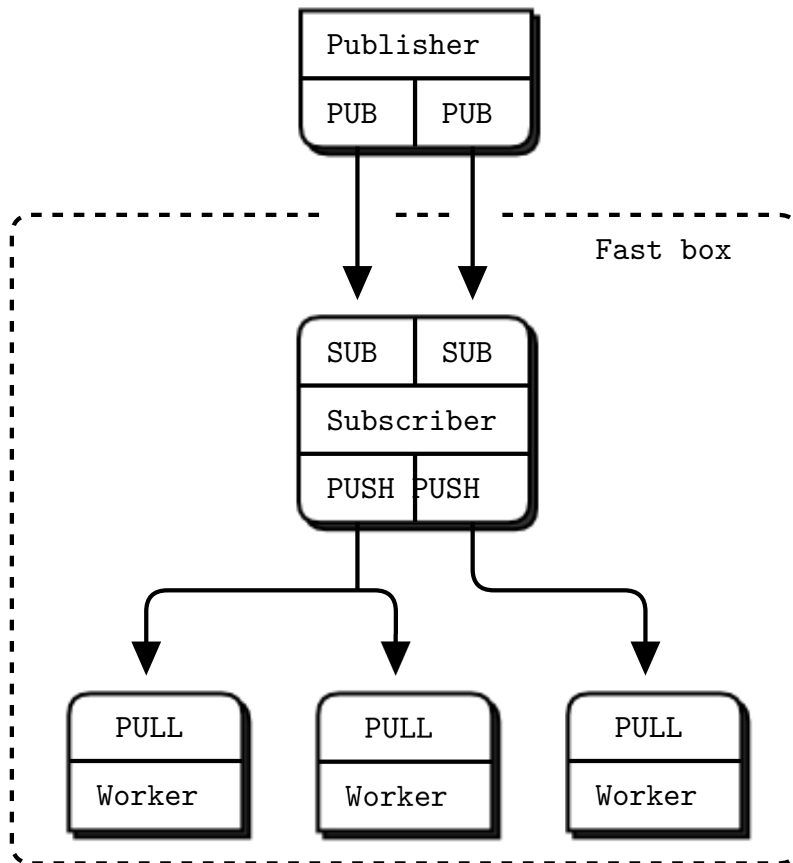 Publisher
PUB PUB
Fast box
SUB SUB
Subscriber
PUSH PUSH
PULL PULL PULL
Worker Worker Worker